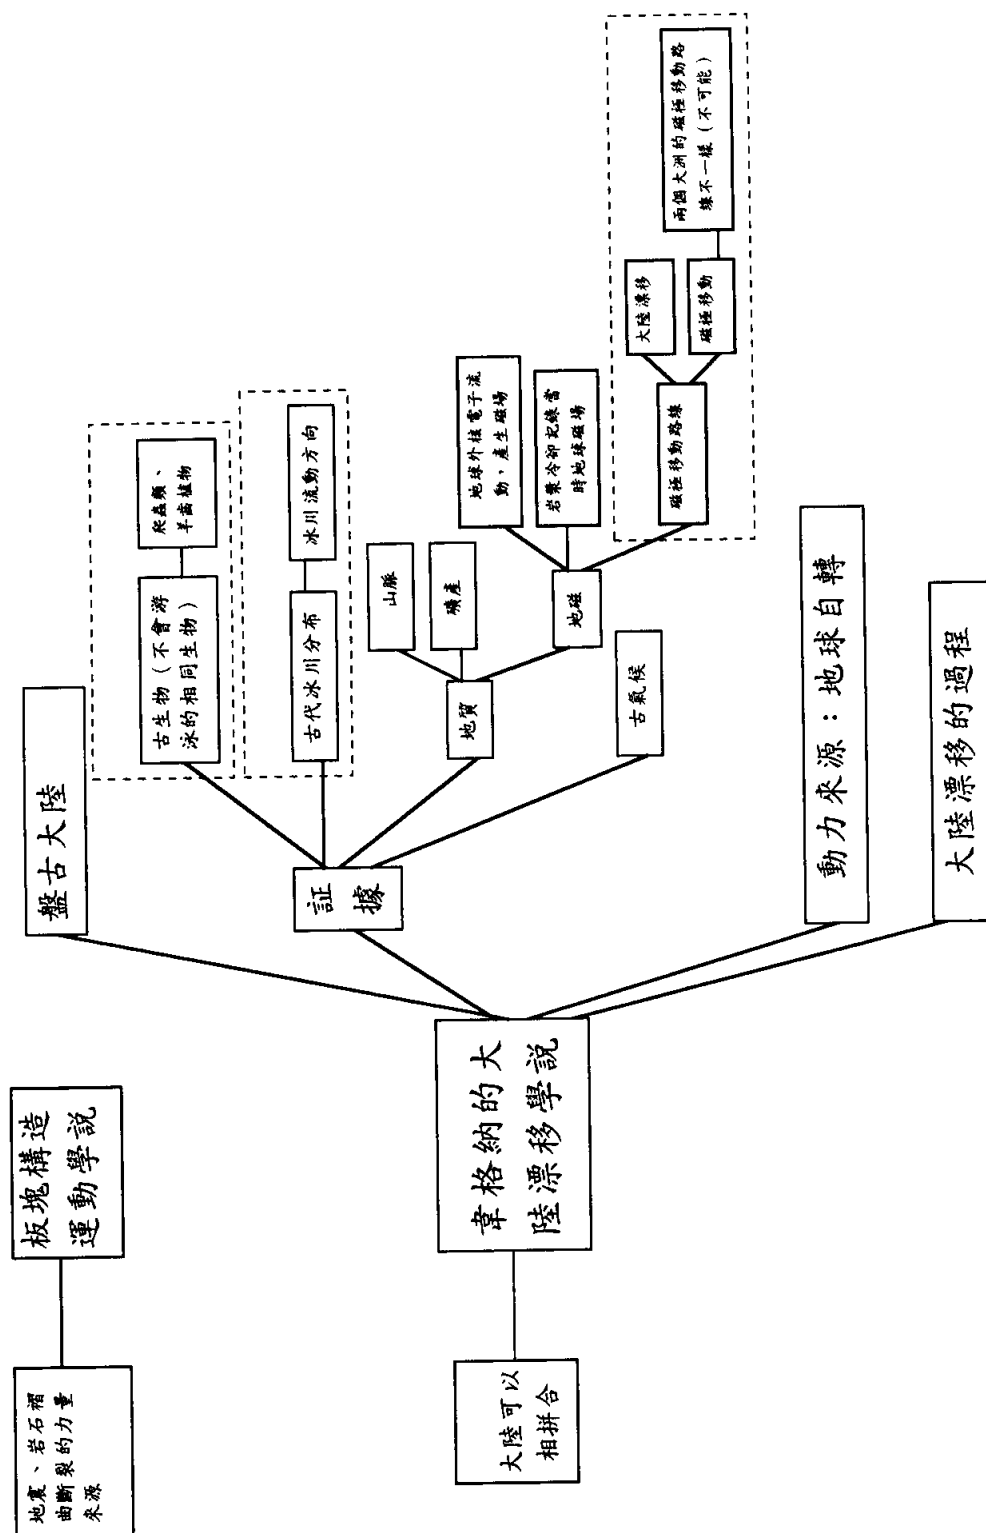 地震、岩石褶
曲斷裂的力量
來源
板塊構造
運動學說
大陸可以
相拼合
韋格納的大
陸漂移學說
盤古大陸
証
據
古生物（不會游
泳的相同生物）
爬蟲類、
羊齒植物
古代冰川分布
冰川流動方向
地質
山脈
礦產
地磁
地球外核電子流
動，產生磁場
岩漿冷卻記錄當
時地球磁場
磁極移動路線
大陸漂移
磁極移動
兩個大洲的磁極移動路
線不一樣（不可能）
古氣候
動力來源：地球自轉
大陸漂移的過程